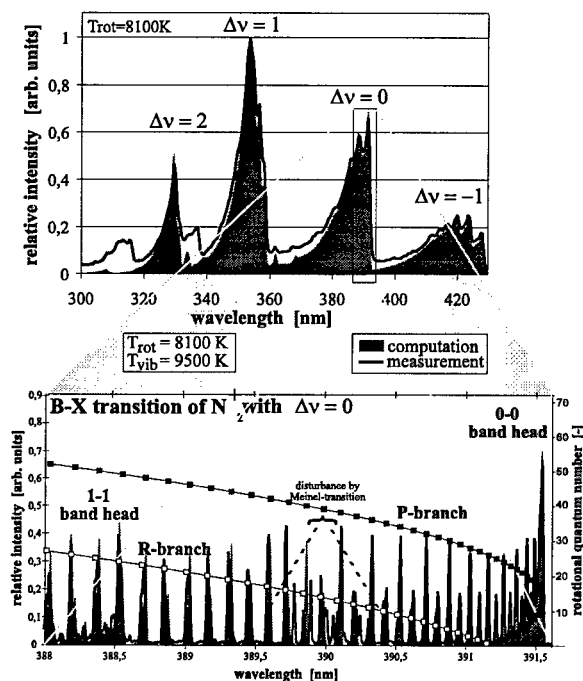 Trot=8100K
Δν = 1
Δν = 2
Δν = 0
Δν = −1
relative intensity [arb. units]
1
0,8
0,6
0,4
0,2
0
300
320
340
360
380
400
420
wavelength [nm]
T_rot = 8100 K
T_vib = 9500 K
computation
measurement
B-X transition of N₂ with Δν = 0
0-0
band head
1-1
band head
disturbance by
Meinel-transition
P-branch
R-branch
relative intensity [arb. units]
0,9
0,8
0,7
0,6
0,5
0,4
0,3
0,2
0,1
0
rotational quantum number [-]
70
60
50
40
30
20
10
388
388,5
389
389,5
390
390,5
391
391,5
wavelength [nm]